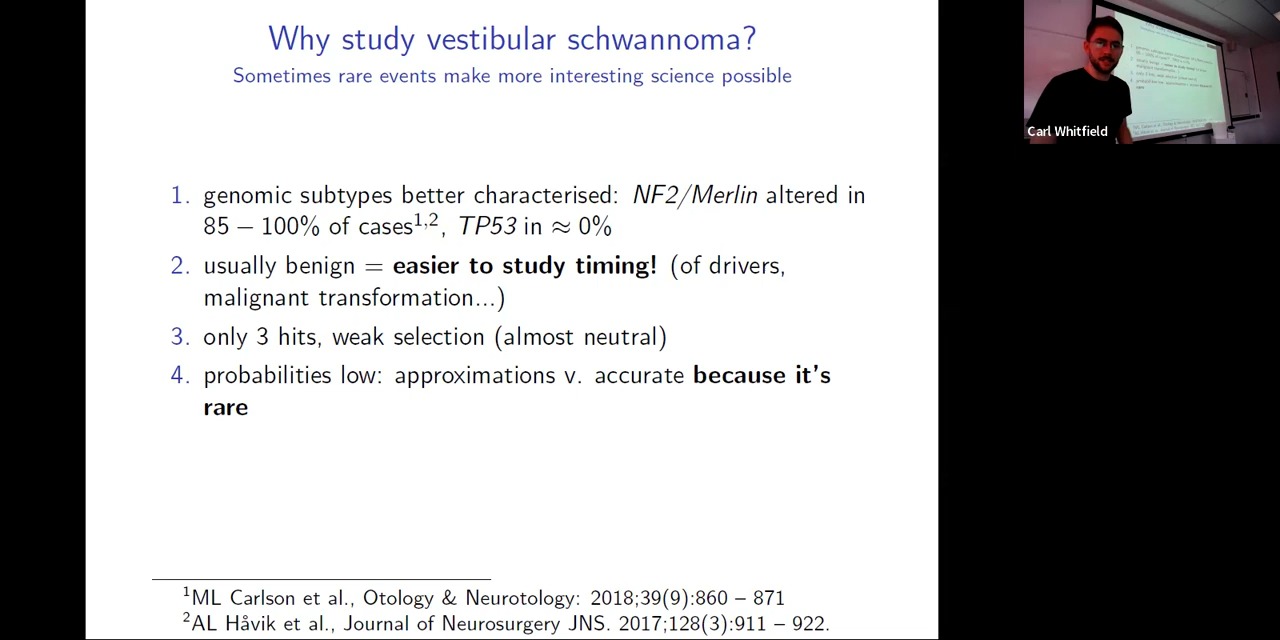 Why study vestibular schwannoma?
Sometimes rare events make more interesting science possible
1. genomic subtypes better characterised: NF2/Merlin altered in
85 – 100% of cases1,2, TP53 in ≈ 0%
2. usually benign = easier to study timing! (of drivers,
malignant transformation...)
3. only 3 hits, weak selection (almost neutral)
4. probabilities low: approximations v. accurate because it's
rare
1ML Carlson et al., Otology & Neurotology: 2018;39(9):860 – 871
2AL Håvik et al., Journal of Neurosurgery JNS. 2017;128(3):911 – 922.
Carl Whitfield